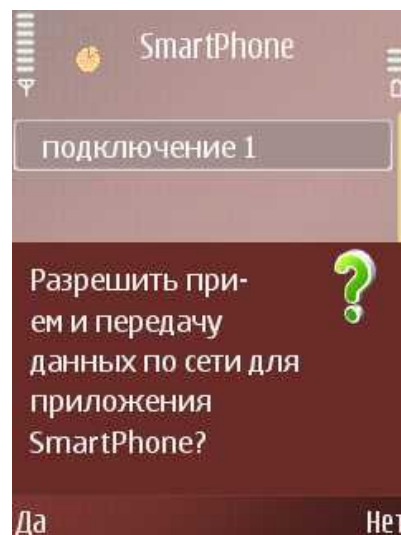 SmartPhone
подключение 1
Разрешить при-
ем и передачу
данных по сети для
приложения
SmartPhone?
Да Нет